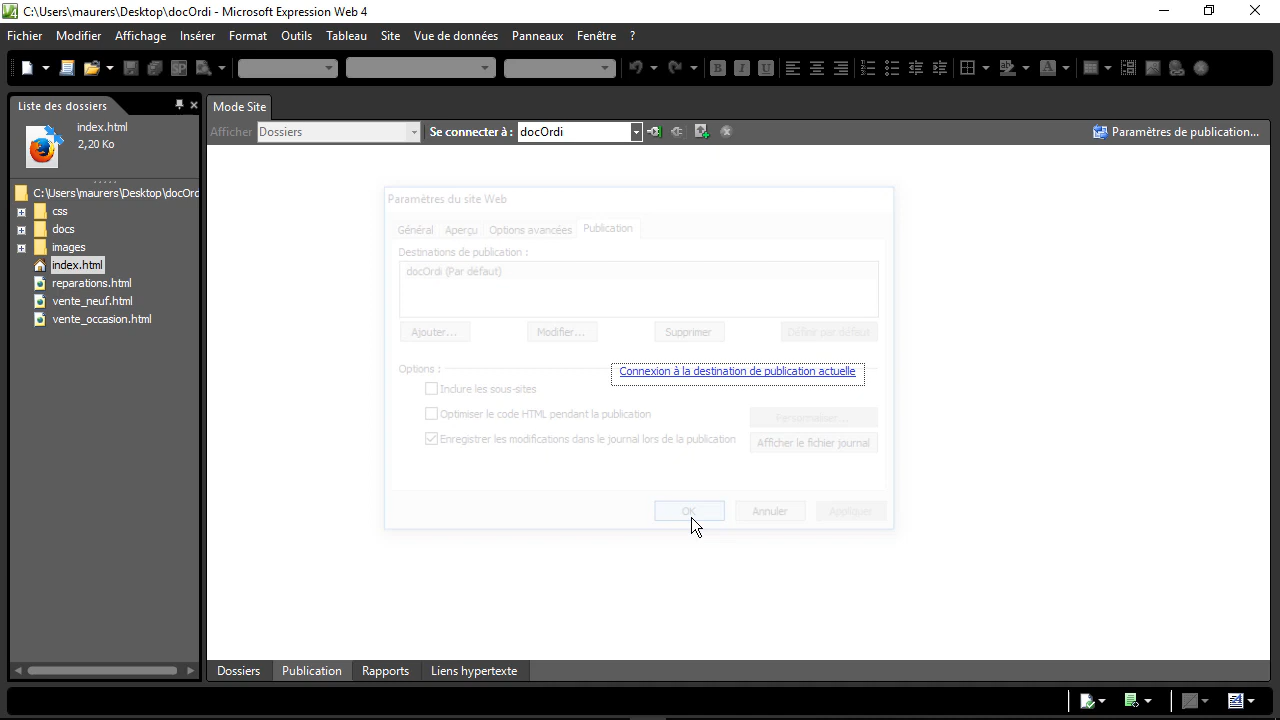 C:\Users\maurers\Desktop\docOrdi - Microsoft Expression Web 4
Fichier Modifier Affichage Insérer Format Outils Tableau Site Vue de données Panneaux Fenêtre ?
Liste des dossiers
index.html
2,20 Ko
C:\Users\maurers\Desktop\docOrd
css
docs
images
index.html
reparations.html
vente_neuf.html
vente_occasion.html
Mode Site
Afficher Dossiers Se connecter à : docOrdi Paramètres de publication...
Paramètres du site Web
Général Aperçu Options avancées Publication
Destinations de publication :
docOrdi (Par défaut)
Ajouter... Modifier... Supprimer Définir par défaut
Options :
Connexion à la destination de publication actuelle
Inclure les sous-sites
Optimiser le code HTML pendant la publication
Personnaliser...
Enregistrer les modifications dans le journal lors de la publication
Afficher le fichier journal
OK Annuler Appliquer
Dossiers Publication Rapports Liens hypertexte